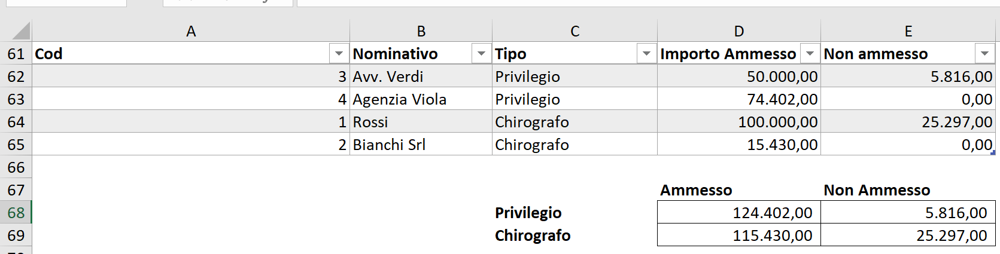 A B C D E
61 Cod Nominativo Tipo Importo Ammesso Non ammesso
62 3 Avv. Verdi Privilegio 50.000,00 5.816,00
63 4 Agenzia Viola Privilegio 74.402,00 0,00
64 1 Rossi Chirografo 100.000,00 25.297,00
65 2 Bianchi Srl Chirografo 15.430,00 0,00
66
67 Ammesso Non Ammesso
68 Privilegio 124.402,00 5.816,00
69 Chirografo 115.430,00 25.297,00